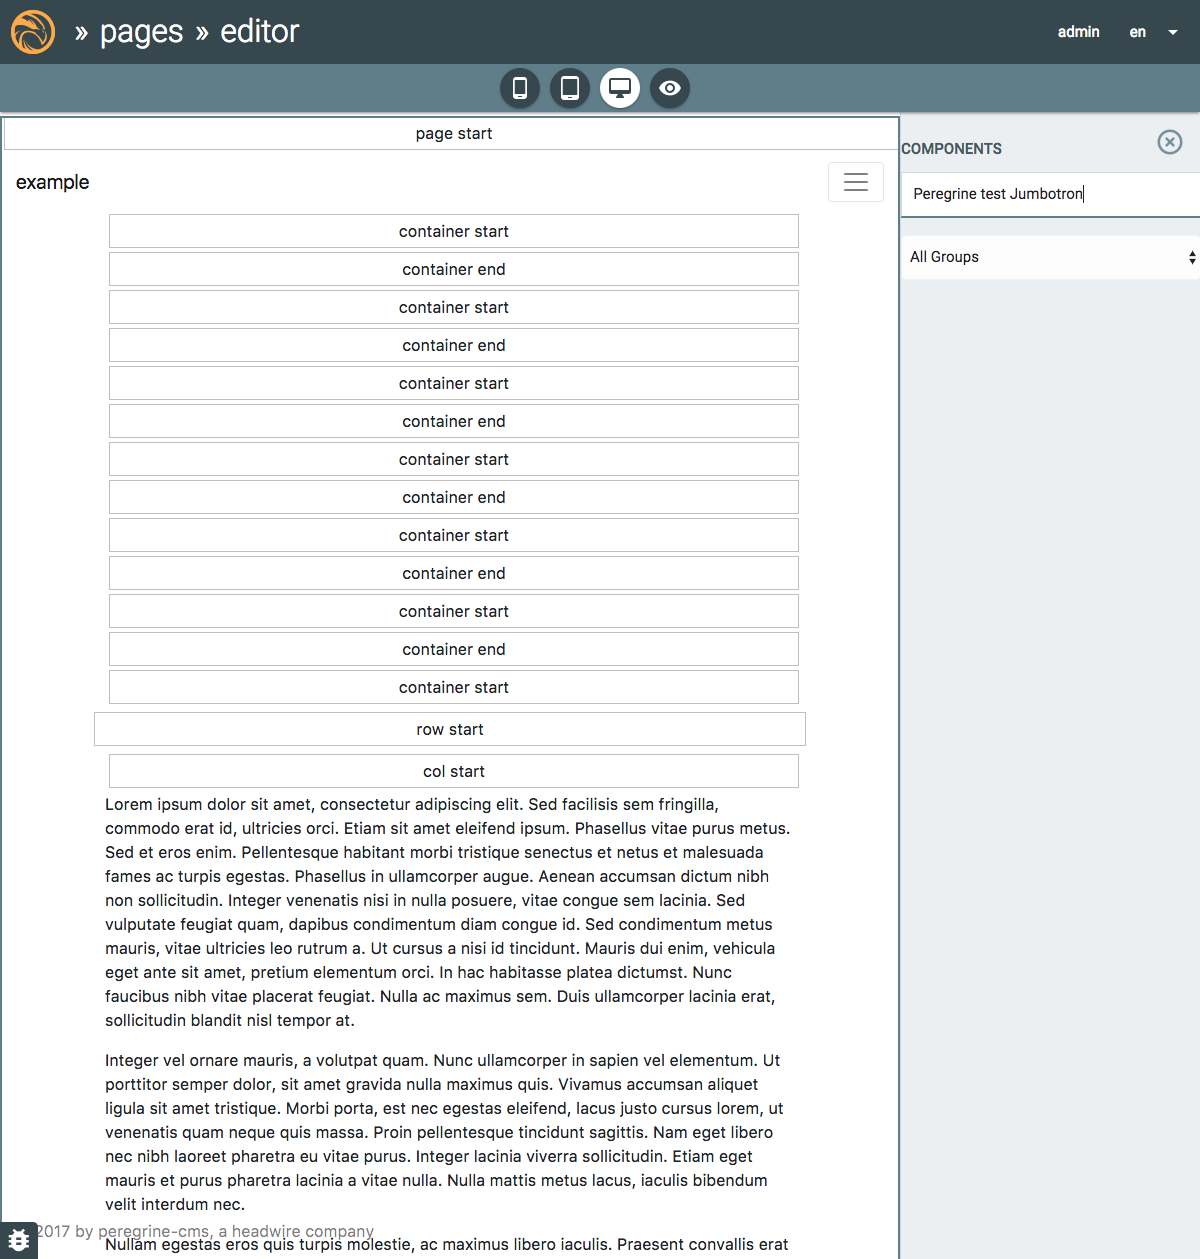 » pages » editor
admin
en
page start
COMPONENTS
example
Peregrine test Jumbotron
container start
All Groups
container end
container start
container end
container start
container end
container start
container end
container start
container end
container start
container end
container start
row start
col start
Lorem ipsum dolor sit amet, consectetur adipiscing elit. Sed facilisis sem fringilla,
commodo erat id, ultricies orci. Etiam sit amet eleifend ipsum. Phasellus vitae purus metus.
Sed et eros enim. Pellentesque habitant morbi tristique senectus et netus et malesuada
fames ac turpis egestas. Phasellus in ullamcorper augue. Aenean accumsan dictum nibh
non sollicitudin. Integer venenatis nisi in nulla posuere, vitae congue sem lacinia. Sed
vulputate feugiat quam, dapibus condimentum diam congue id. Sed condimentum metus
mauris, vitae ultricies leo rutrum a. Ut cursus a nisi id tincidunt. Mauris dui enim, vehicula
eget ante sit amet, pretium elementum orci. In hac habitasse platea dictumst. Nunc
faucibus nibh vitae placerat feugiat. Nulla ac maximus sem. Duis ullamcorper lacinia erat,
sollicitudin blandit nisl tempor at.
Integer vel ornare mauris, a volutpat quam. Nunc ullamcorper in sapien vel elementum. Ut
porttitor semper dolor, sit amet gravida nulla maximus quis. Vivamus accumsan aliquet
ligula sit amet tristique. Morbi porta, est nec egestas eleifend, lacus justo cursus lorem, ut
venenatis quam neque quis massa. Proin pellentesque tincidunt sagittis. Nam eget libero
nec nibh laoreet pharetra eu vitae purus. Integer lacinia viverra sollicitudin. Etiam eget
mauris et purus pharetra lacinia a vitae nulla. Nulla mattis metus lacus, iaculis bibendum
velit interdum nec.
2017 by peregrine-cms, a headwire company
Nullam egestas eros quis turpis molestie, ac maximus libero iaculis. Praesent convallis erat